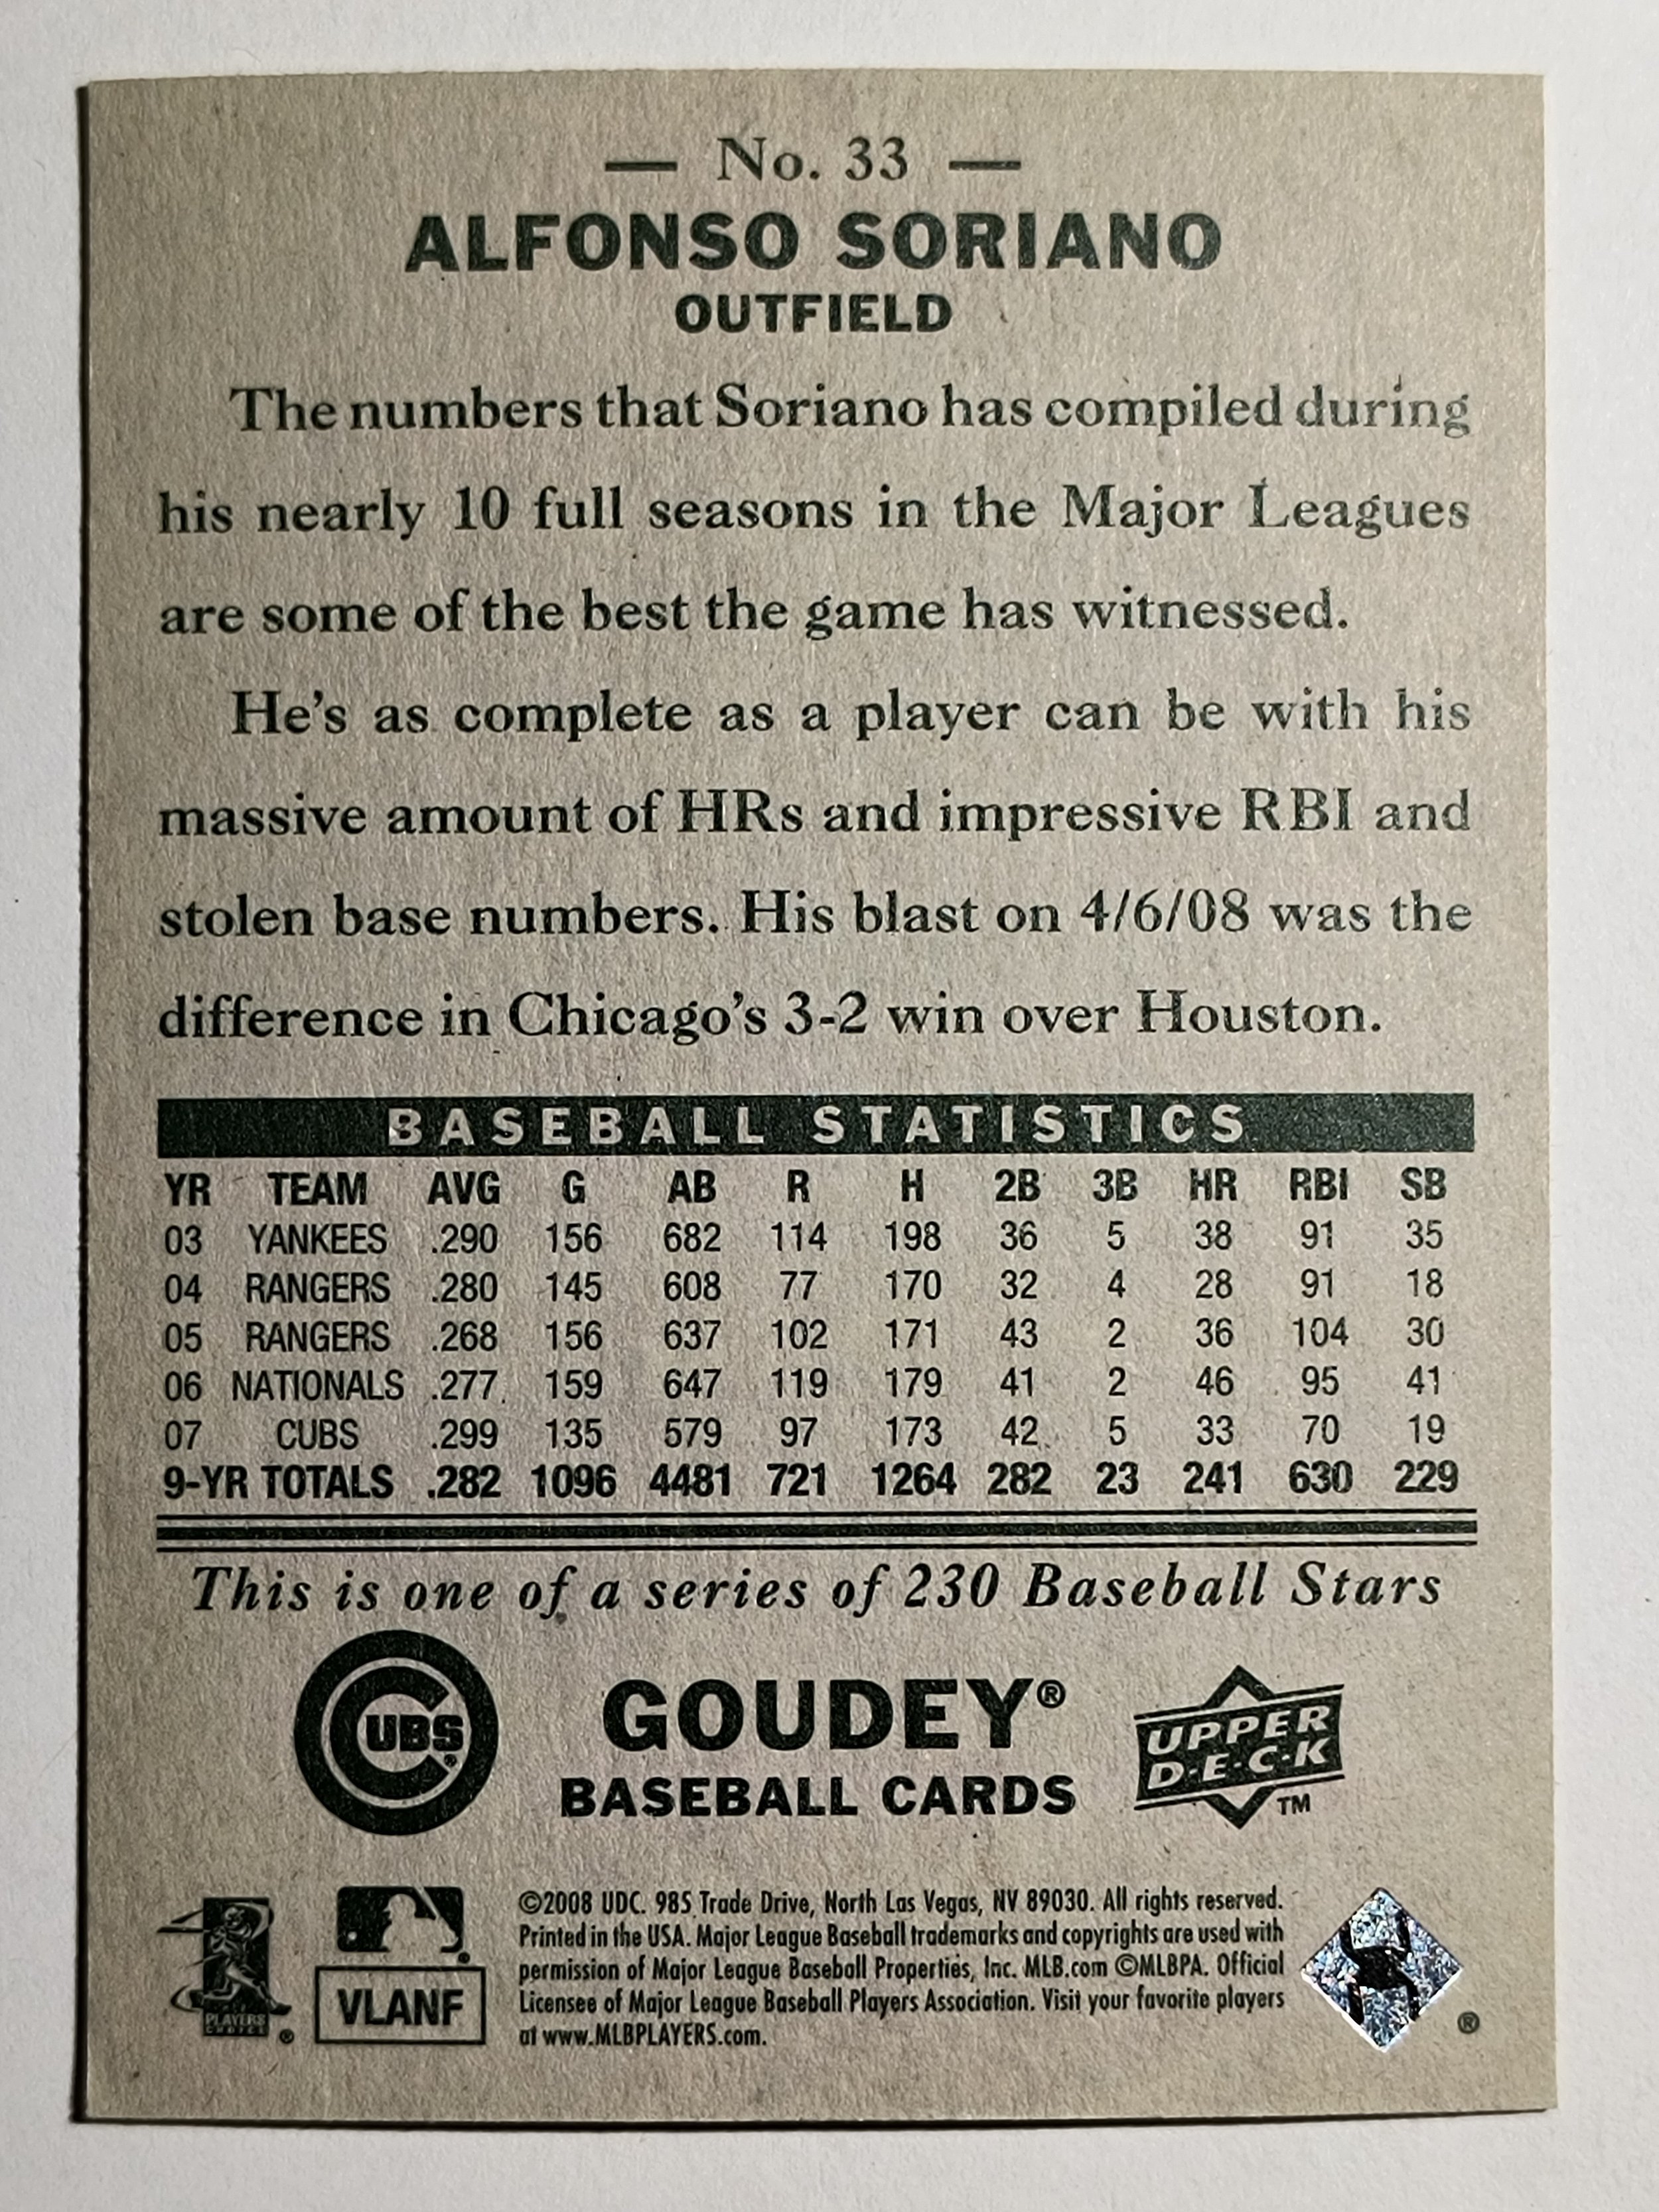 — No. 33 —
ALFONSO SORIANO
OUTFIELD
The numbers that Soriano has compiled during
his nearly 10 full seasons in the Major Leagues
are some of the best the game has witnessed.
He's as complete as a player can be with his
massive amount of HRs and impressive RBI and
stolen base numbers. His blast on 4/6/08 was the
difference in Chicago's 3-2 win over Houston.
BASEBALL STATISTICS
YR TEAM AVG G AB R H 2B 3B HR RBI SB
03 YANKEES .290 156 682 114 198 36 5 38 91 35
04 RANGERS .280 145 608 77 170 32 4 28 91 18
05 RANGERS .268 156 637 102 171 43 2 36 104 30
06 NATIONALS .277 159 647 119 179 41 2 46 95 41
07 CUBS .299 135 579 97 173 42 5 33 70 19
9-YR TOTALS .282 1096 4481 721 1264 282 23 241 630 229
This is one of a series of 230 Baseball Stars
CUBS®
GOUDEY®
BASEBALL CARDS
UPPER
D·E·C·K
TM
PLAYERS
CHOICE
®
VLANF
©2008 UDC. 985 Trade Drive, North Las Vegas, NV 89030. All rights reserved.
Printed in the USA. Major League Baseball trademarks and copyrights are used with
permission of Major League Baseball Properties, Inc. MLB.com ©MLBPA. Official
Licensee of Major League Baseball Players Association. Visit your favorite players
at www.MLBPLAYERS.com.
®